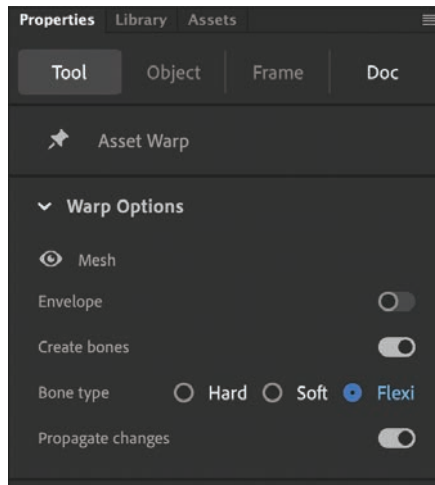 Properties Library Assets
Tool Object Frame Doc
Asset Warp
Warp Options
Mesh
Envelope
Create bones
Bone type Hard Soft Flexi
Propagate changes